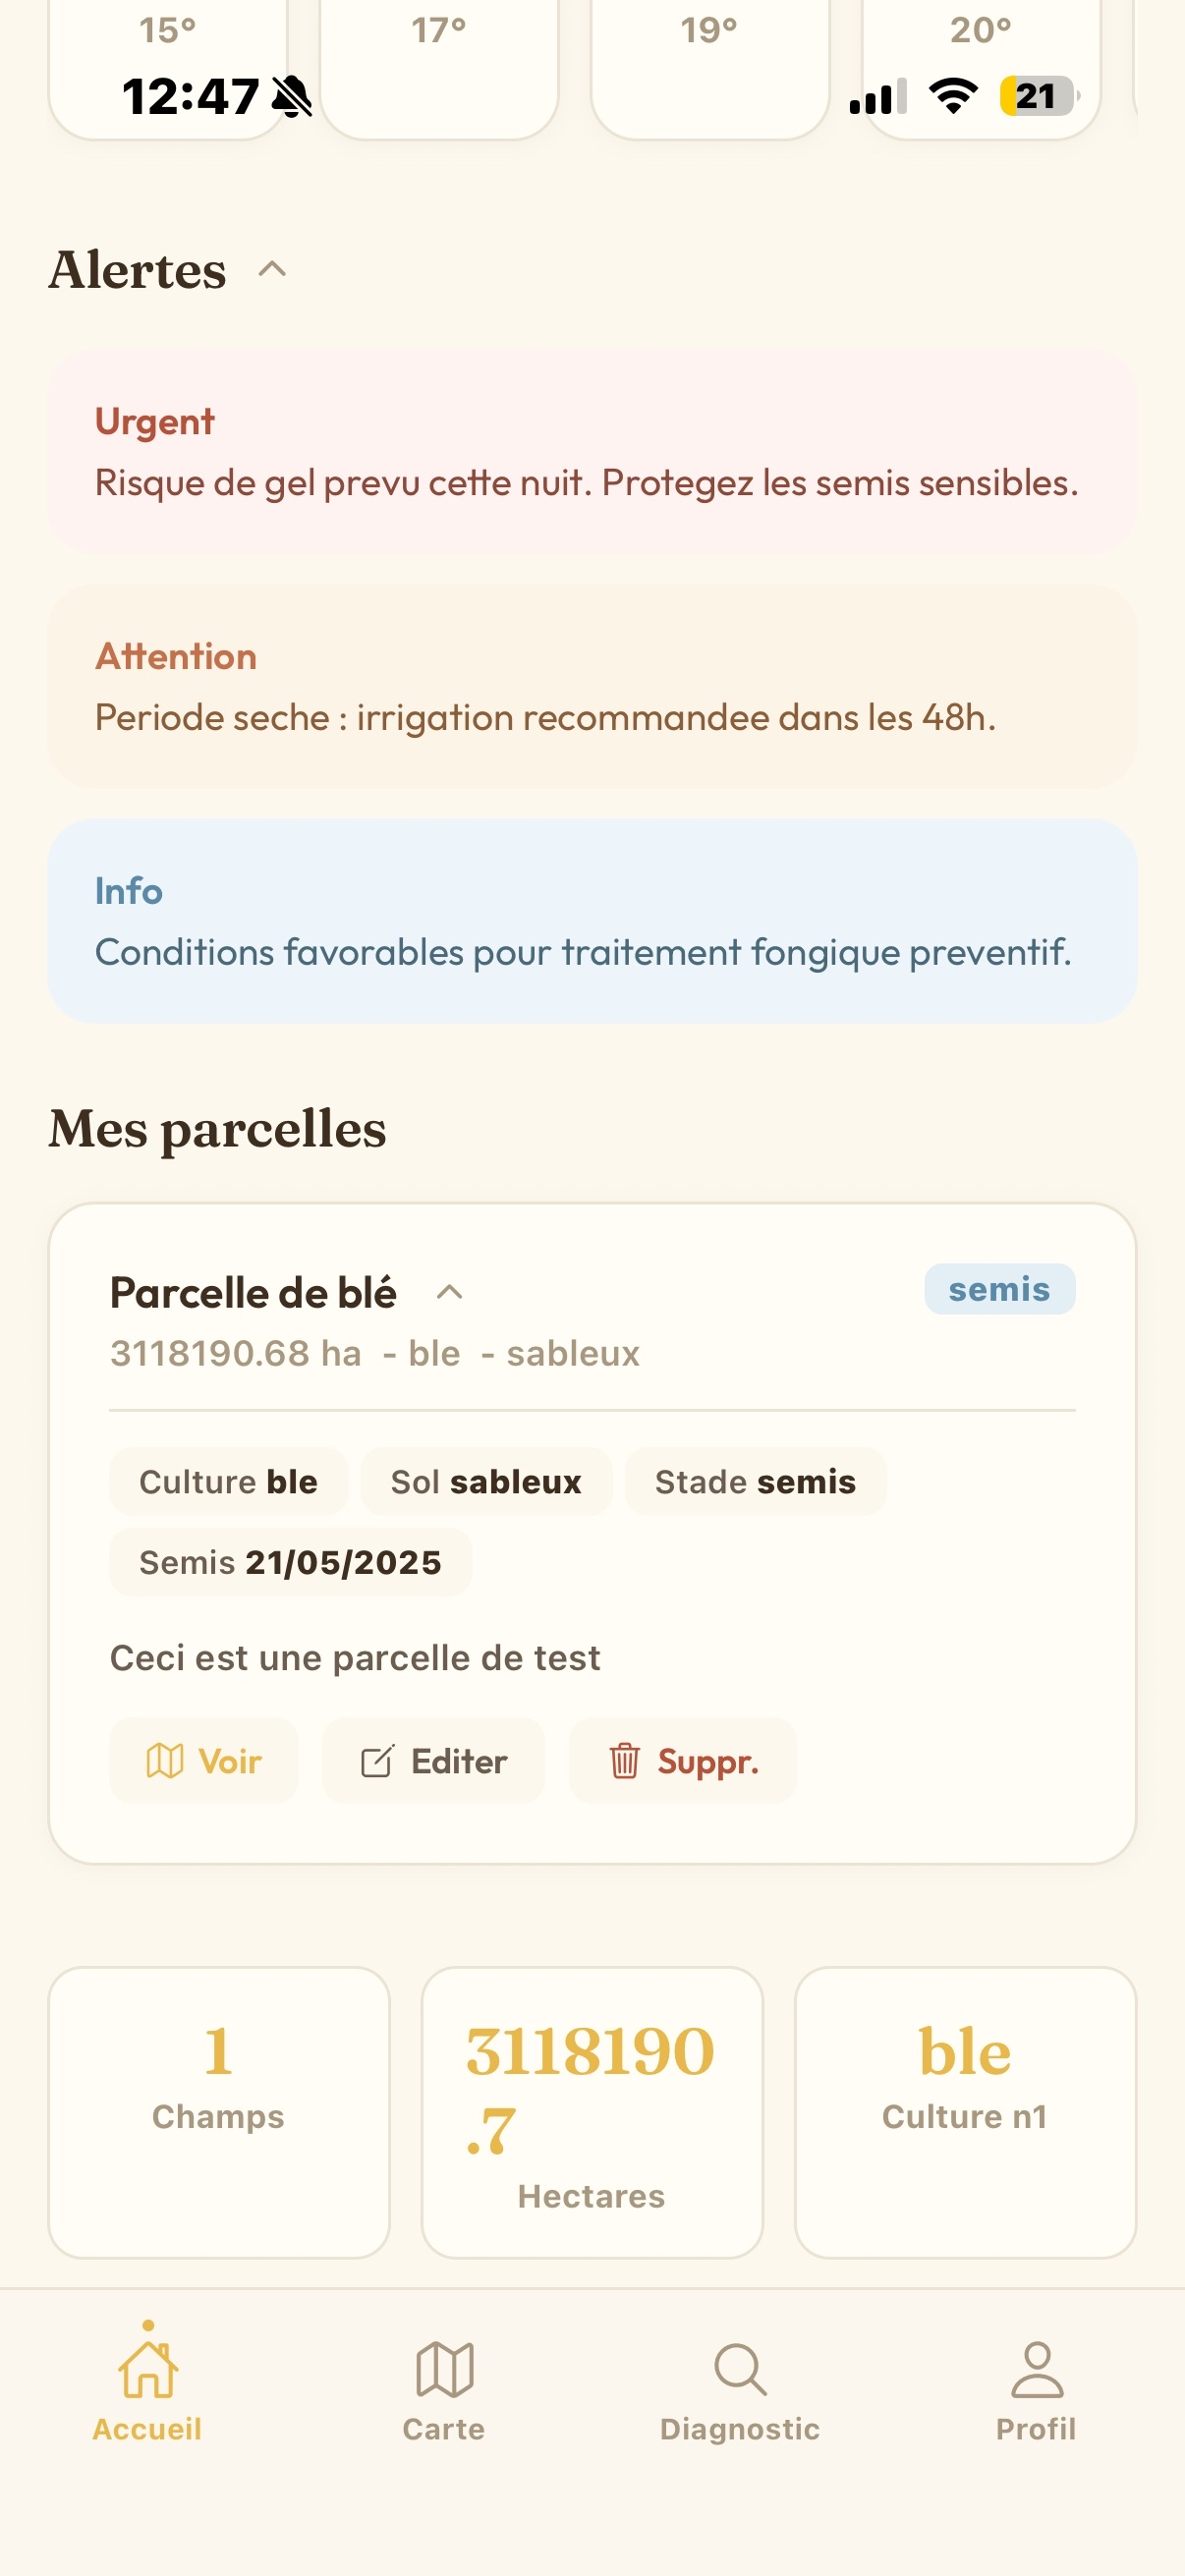 15° 17° 19° 20°
12:47 21
Alertes
Urgent
Risque de gel prevu cette nuit. Protegez les semis sensibles.
Attention
Periode seche : irrigation recommandee dans les 48h.
Info
Conditions favorables pour traitement fongique preventif.
Mes parcelles
Parcelle de blé semis
3118190.68 ha - ble - sableux
Culture ble Sol sableux Stade semis
Semis 21/05/2025
Ceci est une parcelle de test
Voir Editer Suppr.
1
Champs
3118190
.7
Hectares
ble
Culture n1
Accueil Carte Diagnostic Profil